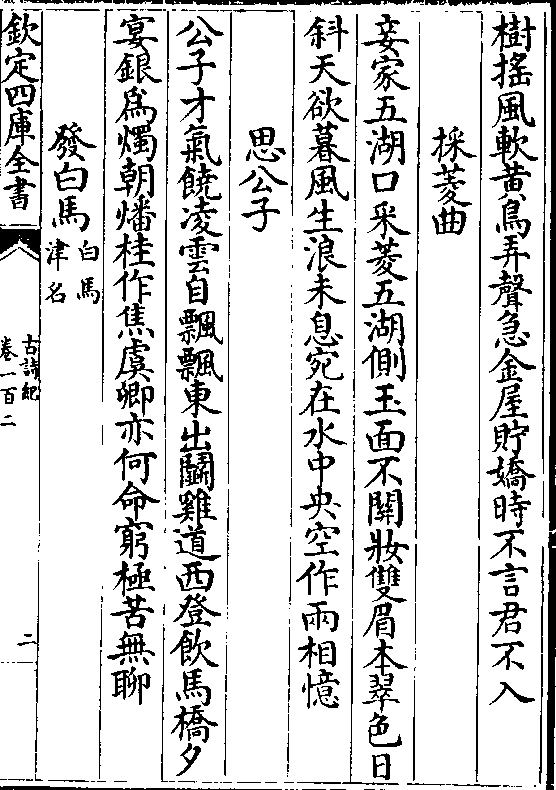 樹揺風軟黄鳥弄聲急金屋貯嬌時不言君不入
採菱曲
妾家五湖口采菱五湖側玉面不關妝雙眉本翠色日
斜天欲暮風生浪未息宛在水中央空作兩相憶
思公子
公子才氣饒凌雲自飄飄東出鬭雞道西登飲馬橋夕
宴銀為燭朝燔桂作焦虞卿亦何命窮極苦無聊
發白馬白馬津名
欽定四庫全書
古詩紀
卷一百二
二